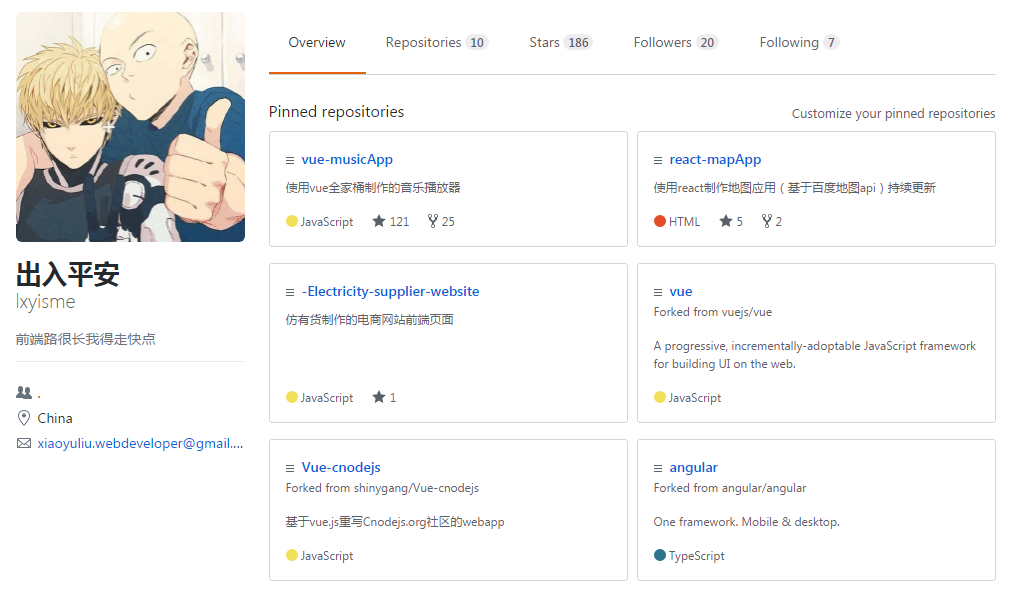 Overview
Repositories 10
Stars 186
Followers 20
Following 7
Pinned repositories
Customize your pinned repositories
vue-musicApp
使用vue全家桶制作的音乐播放器
JavaScript 121 25
react-mapApp
使用react制作地图应用（基于百度地图api）持续更新
HTML 5 2
-Electricity-supplier-website
仿有货制作的电商网站前端页面
JavaScript 1
vue
Forked from vuejs/vue
A progressive, incrementally-adoptable JavaScript framework
for building UI on the web.
JavaScript
Vue-cnodejs
Forked from shinygang/Vue-cnodejs
基于vue.js重写Cnodejs.org社区的webapp
JavaScript
angular
Forked from angular/angular
One framework. Mobile & desktop.
TypeScript
出入平安
lxyisme
前端路很长我得走快点
.
China
xiaoyuliu.webdeveloper@gmail....